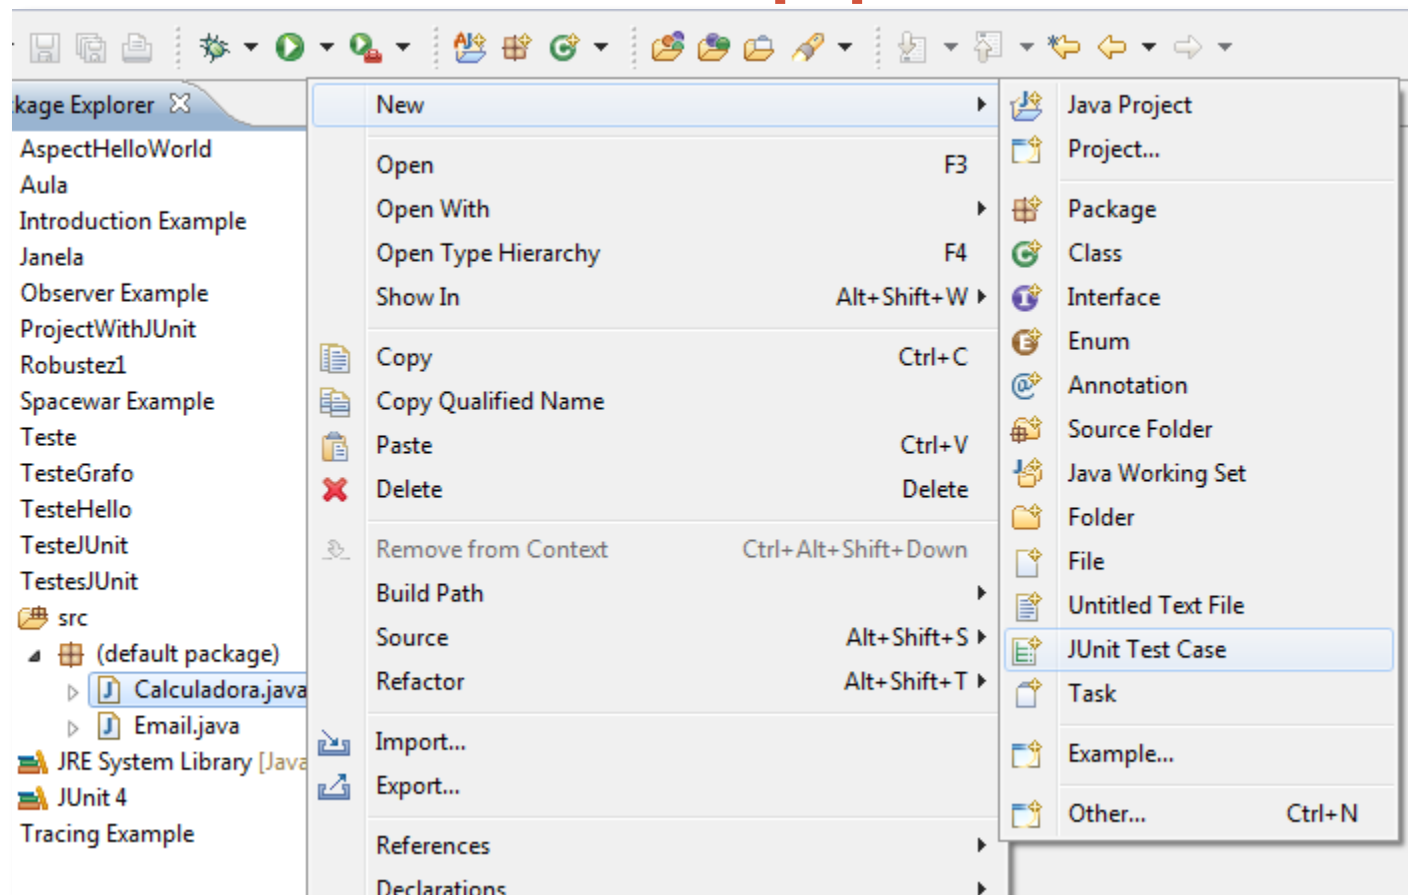 ckage Explorer
AspectHelloWorld
Aula
Introduction Example
Janela
Observer Example
ProjectWithJUnit
Robustez1
Spacewar Example
Teste
TesteGrafo
TesteHello
TesteJUnit
TestesJUnit
src
(default package)
Calculadora.java
Email.java
JRE System Library [Java
JUnit 4
Tracing Example
New
Open F3
Open With
Open Type Hierarchy F4
Show In Alt+Shift+W
Copy Ctrl+C
Copy Qualified Name
Paste Ctrl+V
Delete Delete
Remove from Context Ctrl+Alt+Shift+Down
Build Path
Source Alt+Shift+S
Refactor Alt+Shift+T
Import...
Export...
References
Declarations
Java Project
Project...
Package
Class
Interface
Enum
Annotation
Source Folder
Java Working Set
Folder
File
Untitled Text File
JUnit Test Case
Task
Example...
Other... Ctrl+N